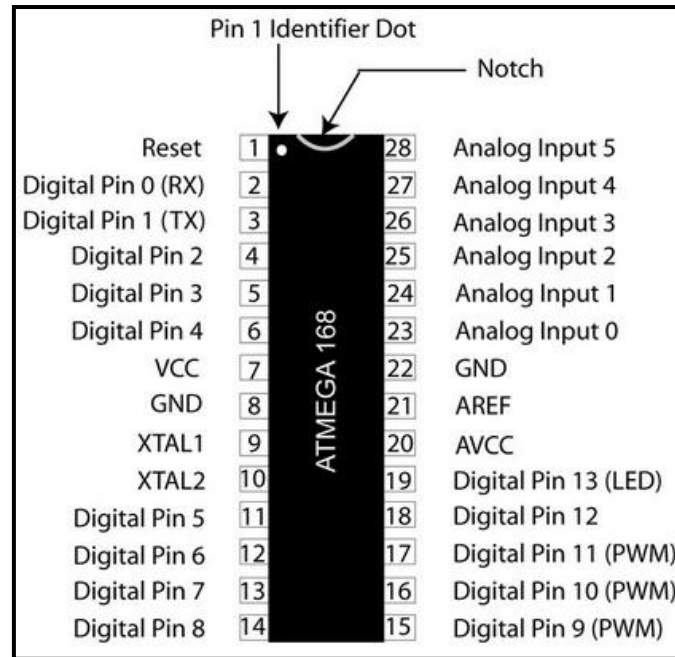 Pin 1 Identifier Dot
Notch
Reset 1 28 Analog Input 5
Digital Pin 0 (RX) 2 27 Analog Input 4
Digital Pin 1 (TX) 3 26 Analog Input 3
Digital Pin 2 4 25 Analog Input 2
Digital Pin 3 5 24 Analog Input 1
Digital Pin 4 6 23 Analog Input 0
VCC 7 22 GND
GND 8 21 AREF
XTAL1 9 20 AVCC
XTAL2 10 19 Digital Pin 13 (LED)
Digital Pin 5 11 18 Digital Pin 12
Digital Pin 6 12 17 Digital Pin 11 (PWM)
Digital Pin 7 13 16 Digital Pin 10 (PWM)
Digital Pin 8 14 15 Digital Pin 9 (PWM)
ATMEGA 168